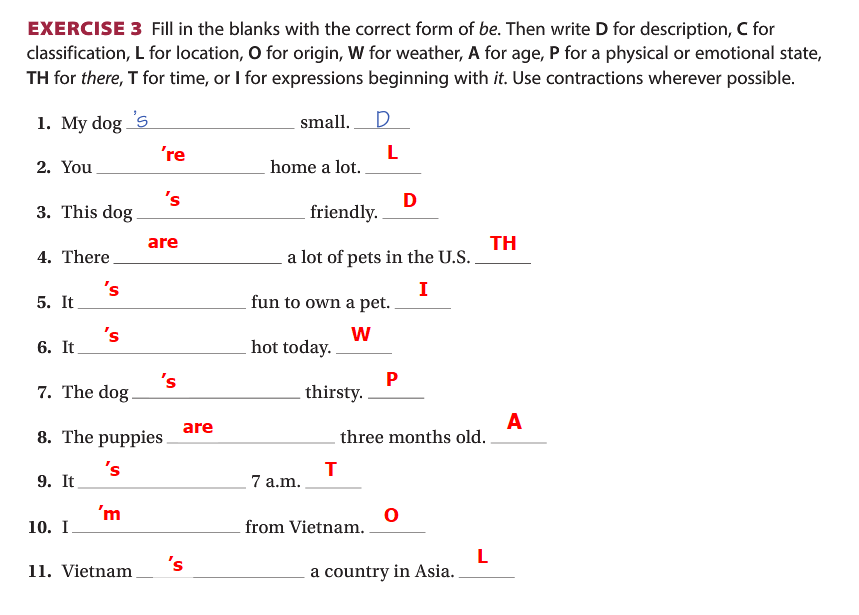 EXERCISE 3 Fill in the blanks with the correct form of be. Then write D for description, C for
classification, L for location, O for origin, W for weather, A for age, P for a physical or emotional state,
TH for there, T for time, or I for expressions beginning with it. Use contractions wherever possible.
1. My dog 's small. D
2. You 're home a lot. L
3. This dog 's friendly. D
4. There are a lot of pets in the U.S. TH
5. It 's fun to own a pet. I
6. It 's hot today. W
7. The dog 's thirsty. P
8. The puppies are three months old. A
9. It 's 7 a.m. T
10. I 'm from Vietnam. O
11. Vietnam 's a country in Asia. L